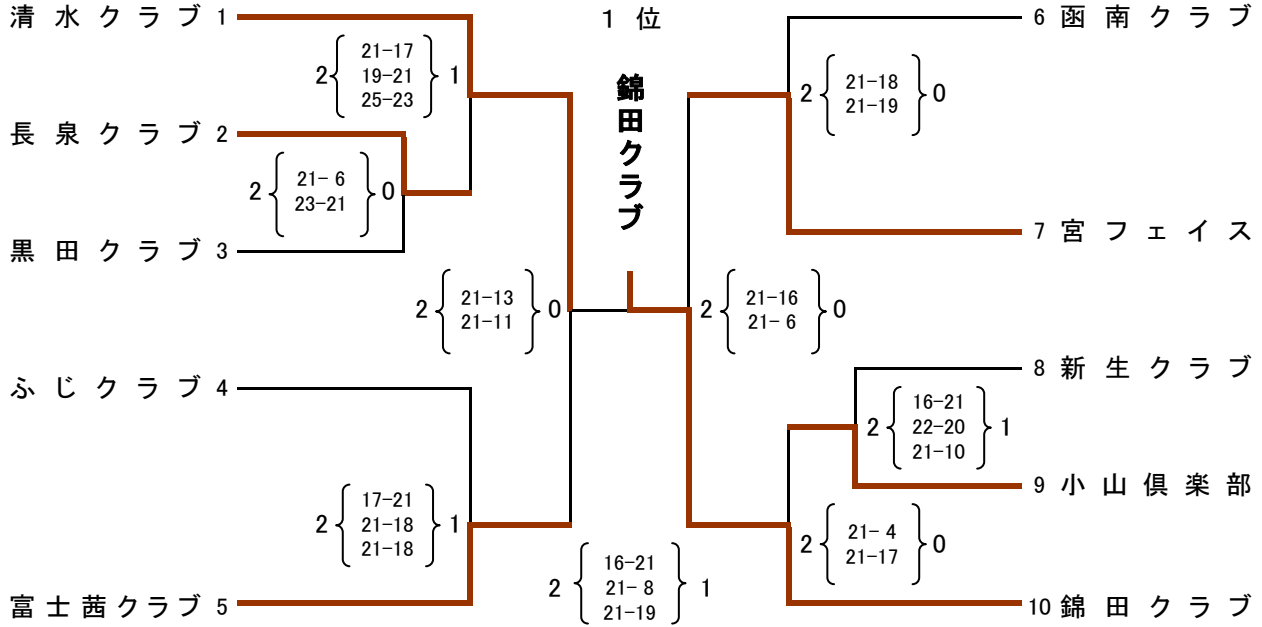 清水クラブ 1
2 21-17 1
19-21
25-23
長泉クラブ 2
2 21- 6 0
23-21
黒田クラブ 3
2 21-13 0
21-11
ふじクラブ 4
2 17-21 1
21-18
21-18
富士茜クラブ 5
1 位
錦田クラブ
2 16-21 1
21- 8
21-19
6 函南クラブ
2 21-18 0
21-19
7 宮フェイス
2 21-16 0
21- 6
8 新生クラブ
2 16-21 1
22-20
21-10
9 小山倶楽部
2 21- 4 0
21-17
10 錦田クラブ